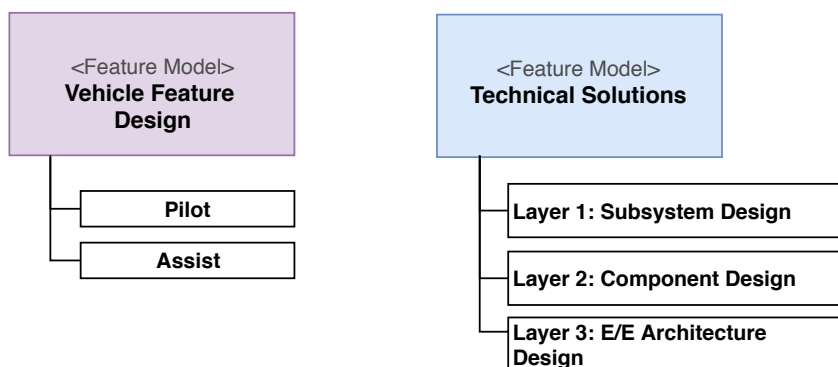 <Feature Model>
Vehicle Feature
Design
Pilot
Assist
<Feature Model>
Technical Solutions
Layer 1: Subsystem Design
Layer 2: Component Design
Layer 3: E/E Architecture
Design